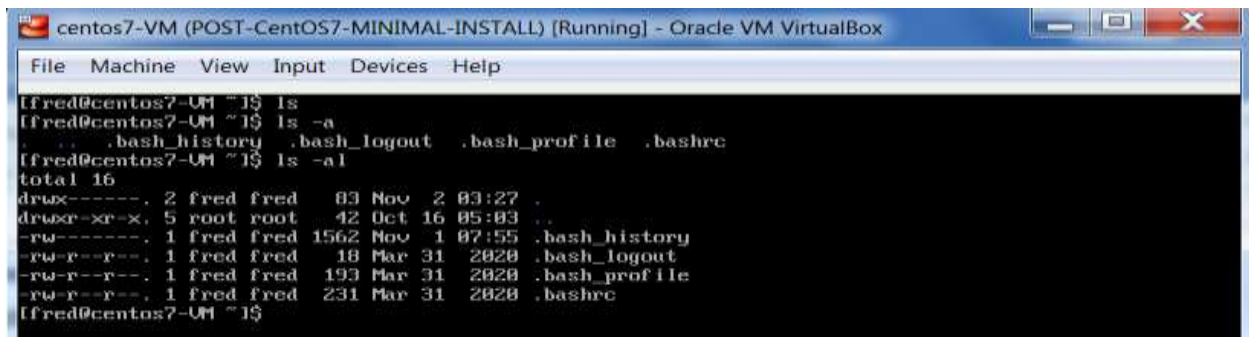 centos7-VM (POST-CentOS7-MINIMAL-INSTALL) [Running] - Oracle VM VirtualBox
File Machine View Input Devices Help
[fred@centos7-VM ~]$ ls
[fred@centos7-VM ~]$ ls -a
. .. .bash_history .bash_logout .bash_profile .bashrc
[fred@centos7-VM ~]$ ls -al
total 16
drwx------. 2 fred fred 83 Nov 2 03:27 .
drwxr-xr-x. 5 root root 42 Oct 16 05:03 ..
-rw-------. 1 fred fred 1562 Nov 1 07:55 .bash_history
-rw-r--r--. 1 fred fred 18 Mar 31 2020 .bash_logout
-rw-r--r--. 1 fred fred 193 Mar 31 2020 .bash_profile
-rw-r--r--. 1 fred fred 231 Mar 31 2020 .bashrc
[fred@centos7-VM ~]$